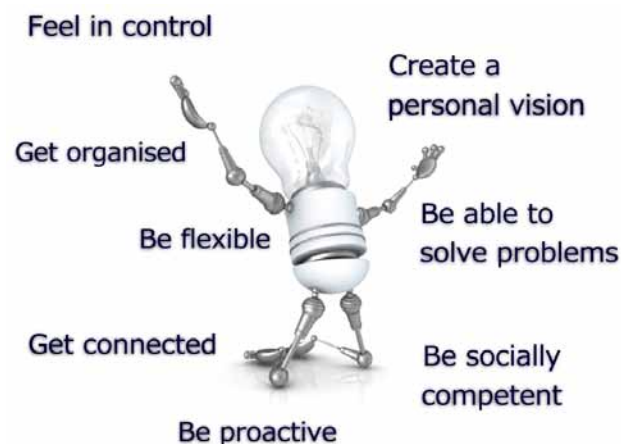 Feel in control
Create a
personal vision
Get organised
Be flexible
Be able to
solve problems
Get connected
Be socially
competent
Be proactive